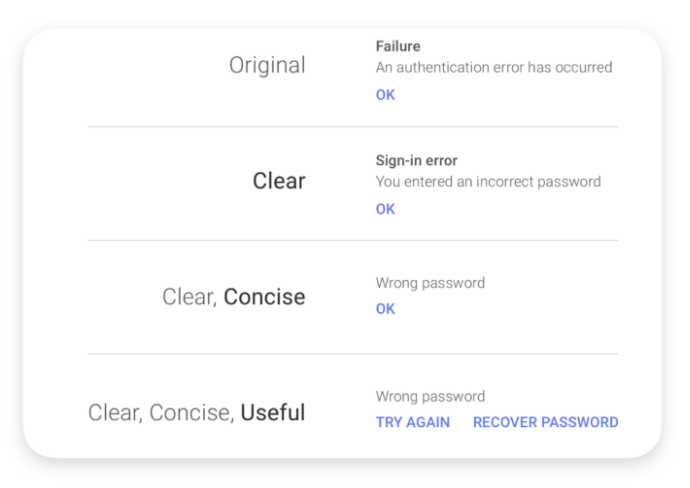 Original
Failure
An authentication error has occurred
OK
Clear
Sign-in error
You entered an incorrect password
OK
Clear, Concise
Wrong password
OK
Clear, Concise, Useful
Wrong password
TRY AGAIN RECOVER PASSWORD